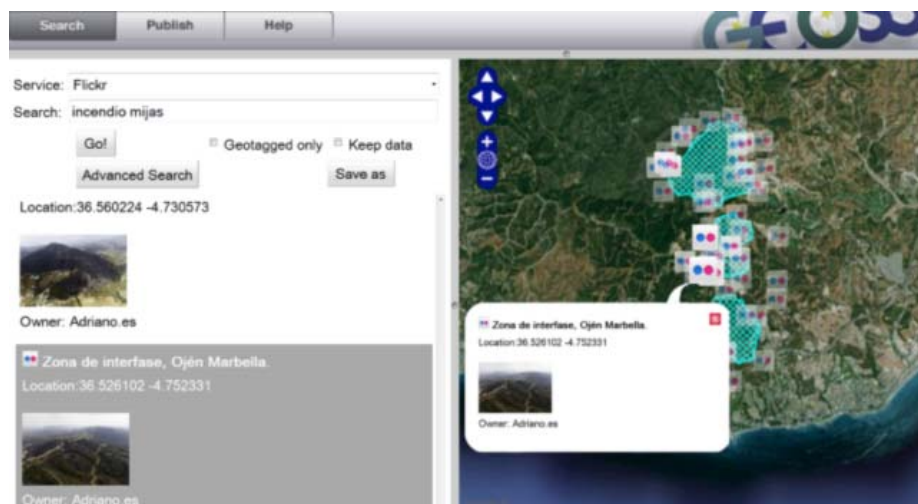 Search Publish Help
GEOSS
Service: Flickr
Search: incendio mijas
Go! Geotagged only Keep data
Advanced Search Save as
Location:36.560224 -4.730573
Owner: Adriano.es
Zona de interfase, Ojén Marbella.
Location:36.526102 -4.752331
Owner: Adriano.es
Zona de interfase, Ojén Marbella.
Location:36.526102 -4.752331
Owner: Adriano.es